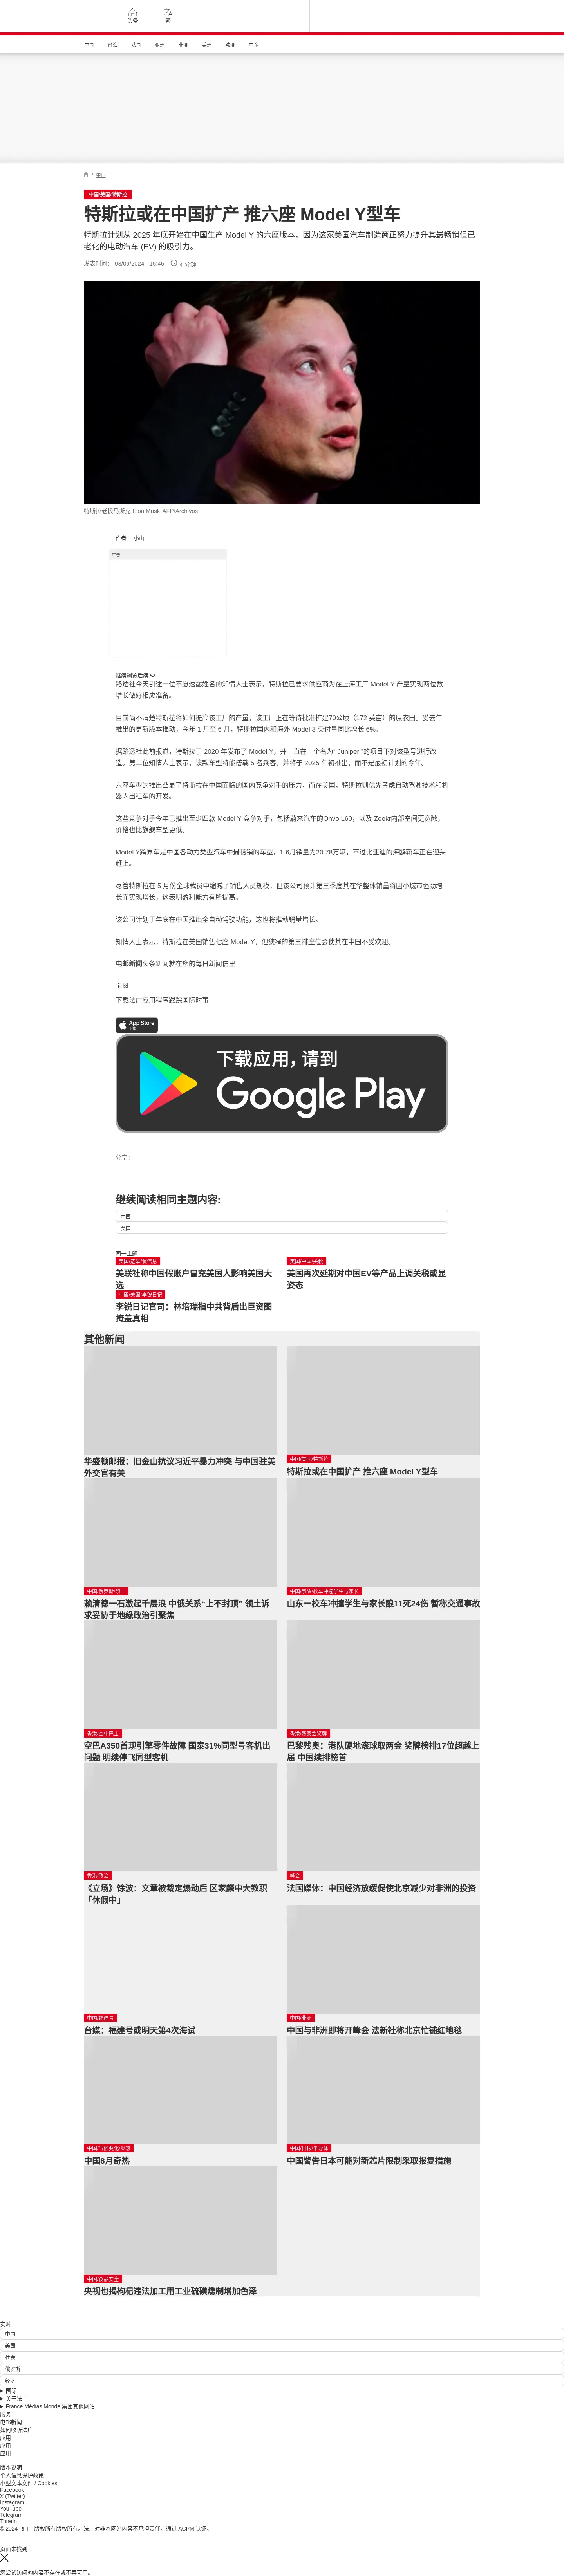 头条
繁
中国 台海 法国 亚洲 非洲 美洲 欧洲 中东
/ 中国
中国/美国/特斯拉
特斯拉或在中国扩产 推六座 Model Y型车
特斯拉计划从 2025 年底开始在中国生产 Model Y 的六座版本，因为这家美国汽车制造商正努力提升其最畅销但已
老化的电动汽车 (EV) 的吸引力。
发表时间： 03/09/2024 - 15:46 4 分钟
特斯拉老板马斯克 Elon Musk AFP/Archivos
作者： 小山
广告
继续浏览后续
路透社今天引述一位不愿透露姓名的知情人士表示，特斯拉已要求供应商为在上海工厂 Model Y 产量实现两位数
增长做好相应准备。
目前尚不清楚特斯拉将如何提高该工厂的产量，该工厂正在等待批准扩建70公顷（172 英亩）的原农田。受去年
推出的更新版本推动，今年 1 月至 6 月，特斯拉国内和海外 Model 3 交付量同比增长 6%。
据路透社此前报道，特斯拉于 2020 年发布了 Model Y，并一直在一个名为“ Juniper ”的项目下对该型号进行改
造。第二位知情人士表示，该款车型将能搭载 5 名乘客，并将于 2025 年初推出，而不是最初计划的今年。
六座车型的推出凸显了特斯拉在中国面临的国内竞争对手的压力，而在美国，特斯拉则优先考虑自动驾驶技术和机
器人出租车的开发。
这些竞争对手今年已推出至少四款 Model Y 竞争对手，包括蔚来汽车的Onvo L60，以及 Zeekr内部空间更宽敞，
价格也比旗舰车型更低。
Model Y跨界车是中国各动力类型汽车中最畅销的车型，1-6月销量为20.78万辆，不过比亚迪的海鸥轿车正在迎头
赶上。
尽管特斯拉在 5 月份全球裁员中缩减了销售人员规模，但该公司预计第三季度其在华整体销量将因小城市强劲增
长而实现增长，这表明盈利能力有所提高。
该公司计划于年底在中国推出全自动驾驶功能，这也将推动销量增长。
知情人士表示，特斯拉在美国销售七座 Model Y，但狭窄的第三排座位会使其在中国不受欢迎。
电邮新闻头条新闻就在您的每日新闻信里
订阅
下载法广应用程序跟踪国际时事
App Store
下载
下载应用，请到
Google Play
分享 :
继续阅读相同主题内容:
中国
美国
同一主题
美国/选举/假信息
美联社称中国假账户冒充美国人影响美国大
选
美国/中国/关税
美国再次延期对中国EV等产品上调关税或显
姿态
中国/美国/李锐日记
李锐日记官司：林培瑞指中共背后出巨资图
掩盖真相
其他新闻
华盛顿邮报：旧金山抗议习近平暴力冲突 与中国驻美
外交官有关
中国/美国/特斯拉
特斯拉或在中国扩产 推六座 Model Y型车
中国/俄罗斯/领土
赖清德一石激起千层浪 中俄关系“上不封顶” 领土诉
求妥协于地缘政治引聚焦
中国/事故/校车冲撞学生与家长
山东一校车冲撞学生与家长酿11死24伤 暂称交通事故
香港/空中巴士
空巴A350首现引擎零件故障 国泰31%同型号客机出
问题 明续停飞同型客机
香港/残奥会奖牌
巴黎残奥：港队硬地滚球取两金 奖牌榜排17位超越上
届 中国续排榜首
香港/政治
《立场》馀波：文章被裁定煽动后 区家麟中大教职
「休假中」
峰会
法国媒体：中国经济放缓促使北京减少对非洲的投资
中国/福建号
台媒：福建号或明天第4次海试
中国/非洲
中国与非洲即将开峰会 法新社称北京忙铺红地毯
中国/气候变化/炎热
中国8月奇热
中国/日报/半导体
中国警告日本可能对新芯片限制采取报复措施
中国/食品安全
央视也揭枸杞违法加工用工业硫磺燻制增加色泽
实时
中国
美国
社会
俄罗斯
经济
国际
关于法广
France Médias Monde 集团其他网站
服务
电邮新闻
如何收听法广
应用
应用
应用
版本说明
个人信息保护政策
小型文本文件 / Cookies
Facebook
X (Twitter)
Instagram
YouTube
Telegram
TuneIn
© 2024 RFI – 版权所有版权所有。法广对非本网站内容不承担责任。通过 ACPM 认证。
页面未找到
您尝试访问的内容不存在或不再可用。